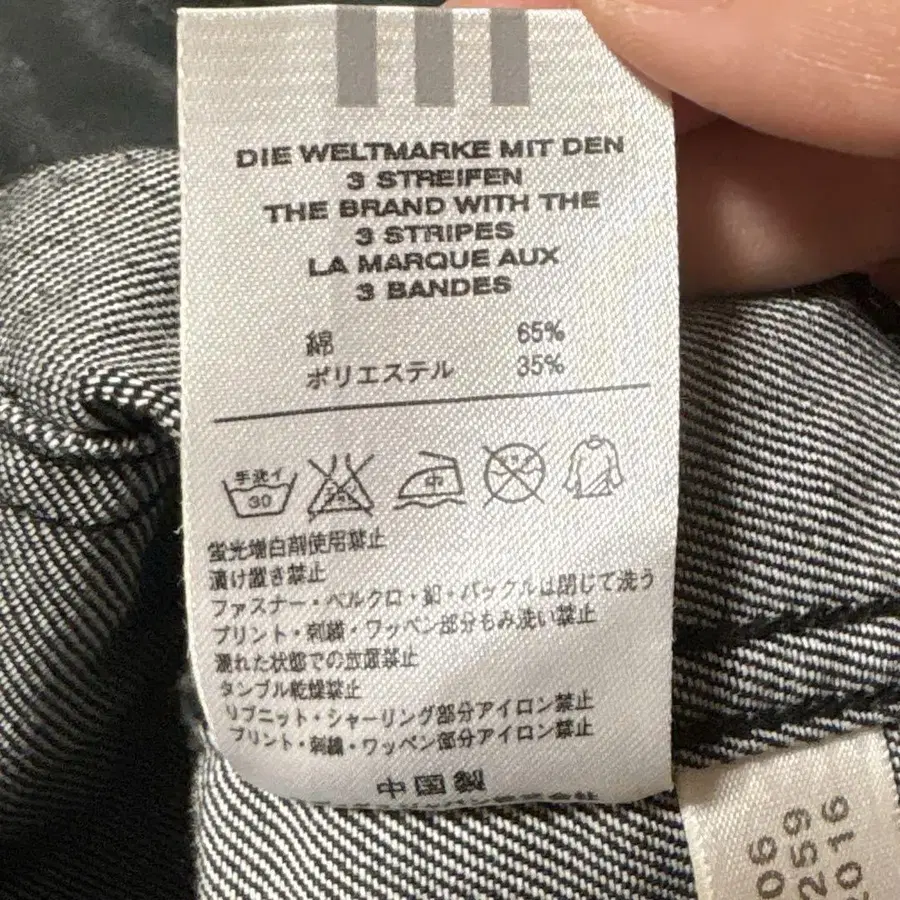 DIE WELTMARKE MIT DEN
3 STREIFEN
THE BRAND WITH THE
3 STRIPES
LA MARQUE AUX
3 BANDES
綿 65%
ポリエステル 35%
手洗イ
30
中
蛍光増白剤使用禁止
漬け置き禁止
ファスナー・ベルクロ・釦・バックルは閉じて洗う
プリント・刺繍・ワッペン部分もみ洗い禁止
濡れた状態での放置禁止
タンブル乾燥禁止
リブニット・シャーリング部分アイロン禁止
プリント・刺繍・ワッペン部分アイロン禁止
中国製
06
259
2016